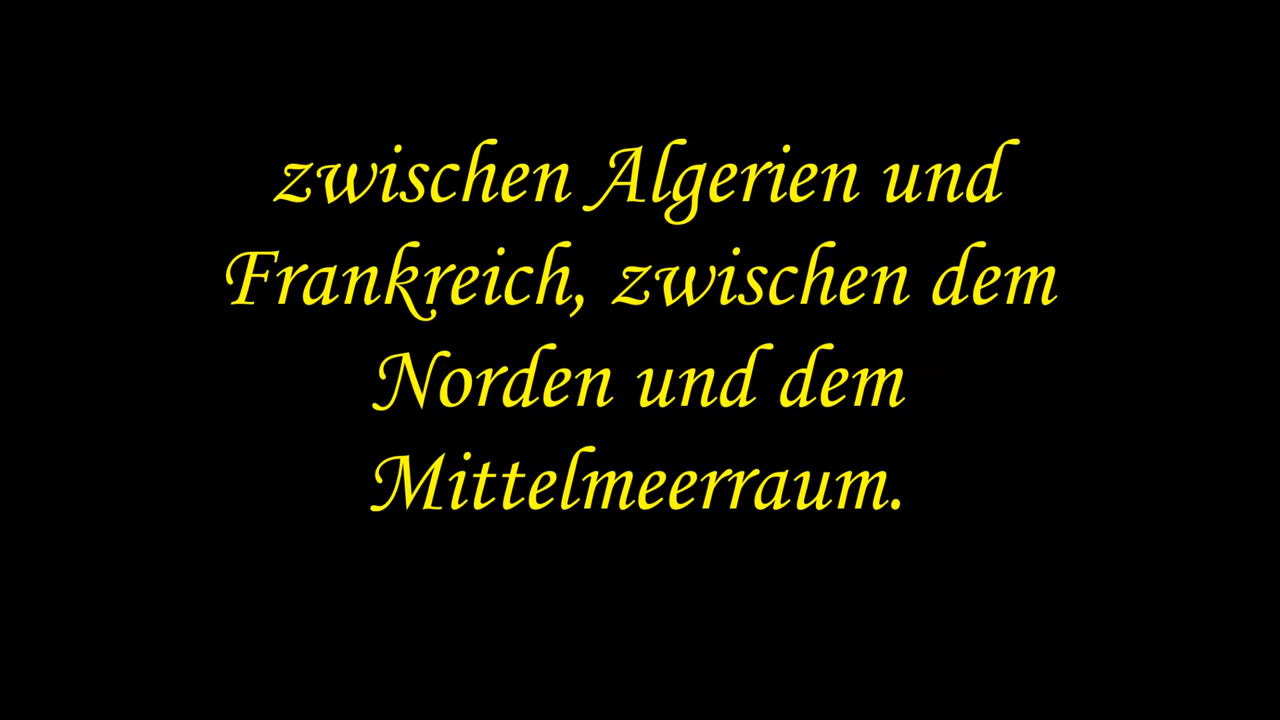 zwischen Algerien und
Frankreich, zwischen dem
Norden und dem
Mittelmeerraum.